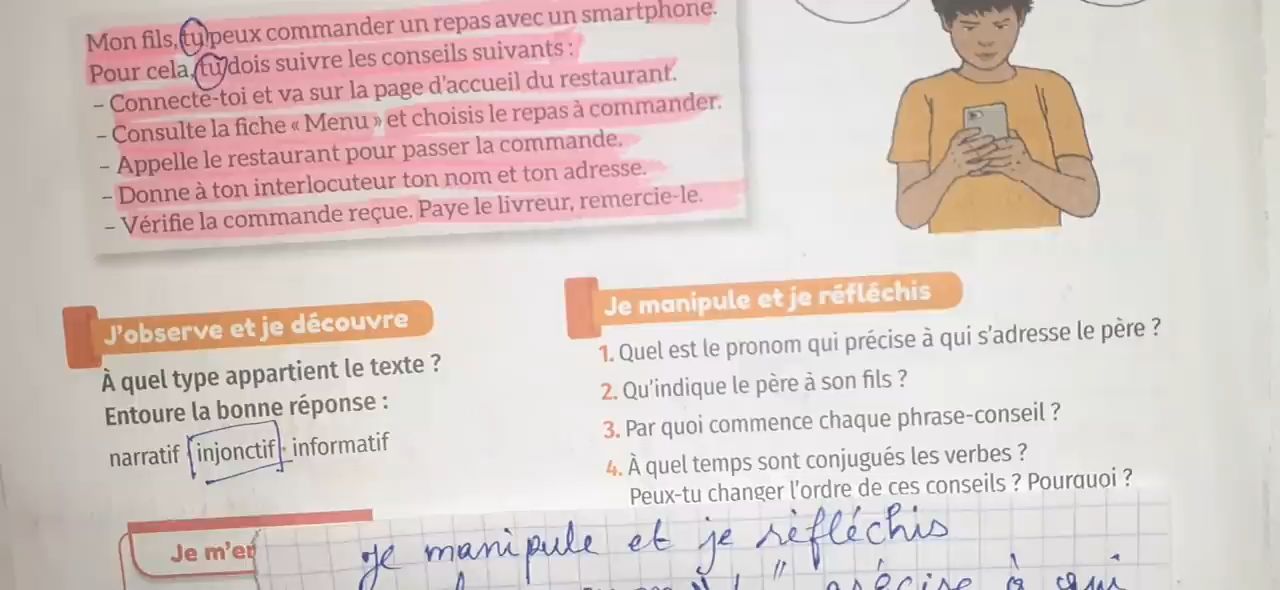 Mon fils, tu peux commander un repas avec un smartphone.
Pour cela, tu dois suivre les conseils suivants :
– Connecte-toi et va sur la page d'accueil du restaurant.
– Consulte la fiche « Menu » et choisis le repas à commander.
– Appelle le restaurant pour passer la commande.
– Donne à ton interlocuteur ton nom et ton adresse.
– Vérifie la commande reçue. Paye le livreur, remercie-le.
J'observe et je découvre
À quel type appartient le texte ?
Entoure la bonne réponse :
narratif injonctif - informatif
Je manipule et je réfléchis
1. Quel est le pronom qui précise à qui s'adresse le père ?
2. Qu'indique le père à son fils ?
3. Par quoi commence chaque phrase-conseil ?
4. À quel temps sont conjugués les verbes ?
Peux-tu changer l'ordre de ces conseils ? Pourquoi ?
Je m'en
je manipule et je rèfléchis
précise à qui